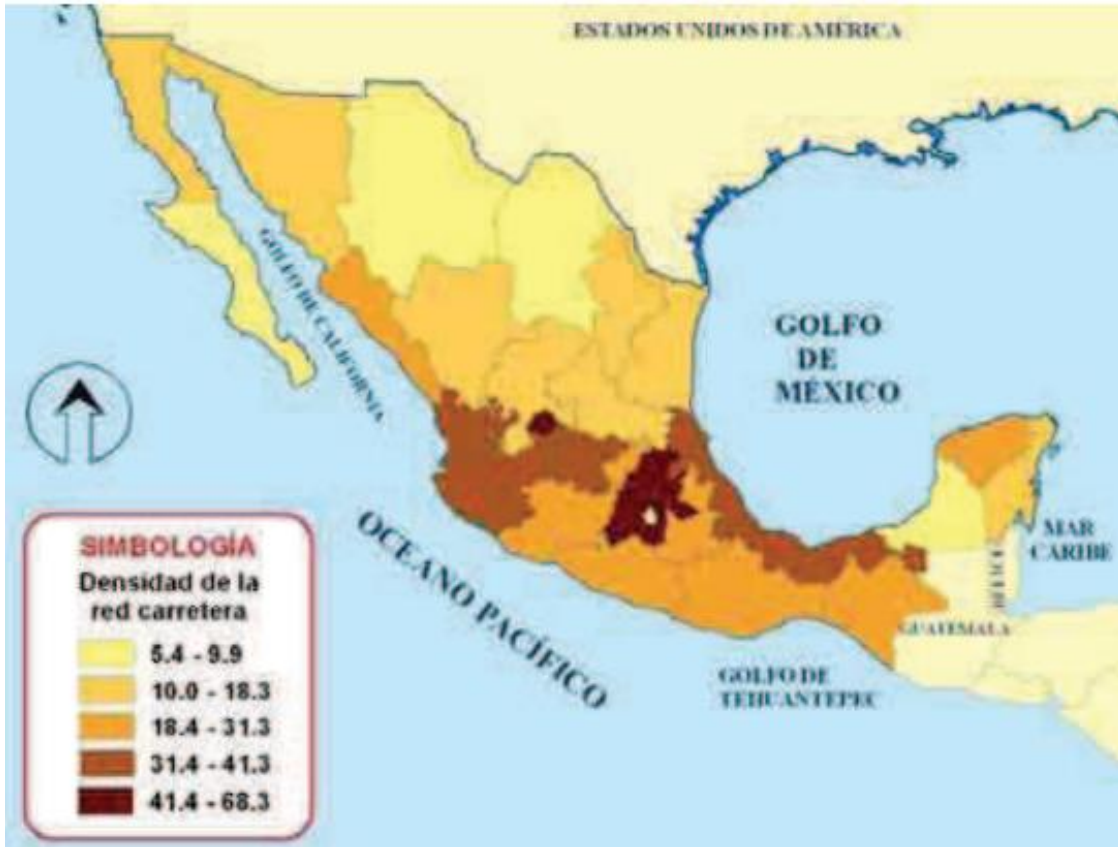 ESTADOS UNIDOS DE AMÉRICA
GOLFO DE CALIFORNIA
GOLFO
DE
MÉXICO
OCEANO PACÍFICO
MAR
CARIBE
BELICE
GUATEMALA
GOLFO DE
TEHUANTEPEC
SIMBOLOGÍA
Densidad de la
red carretera
5.4 - 9.9
10.0 - 18.3
18.4 - 31.3
31.4 - 41.3
41.4 - 68.3